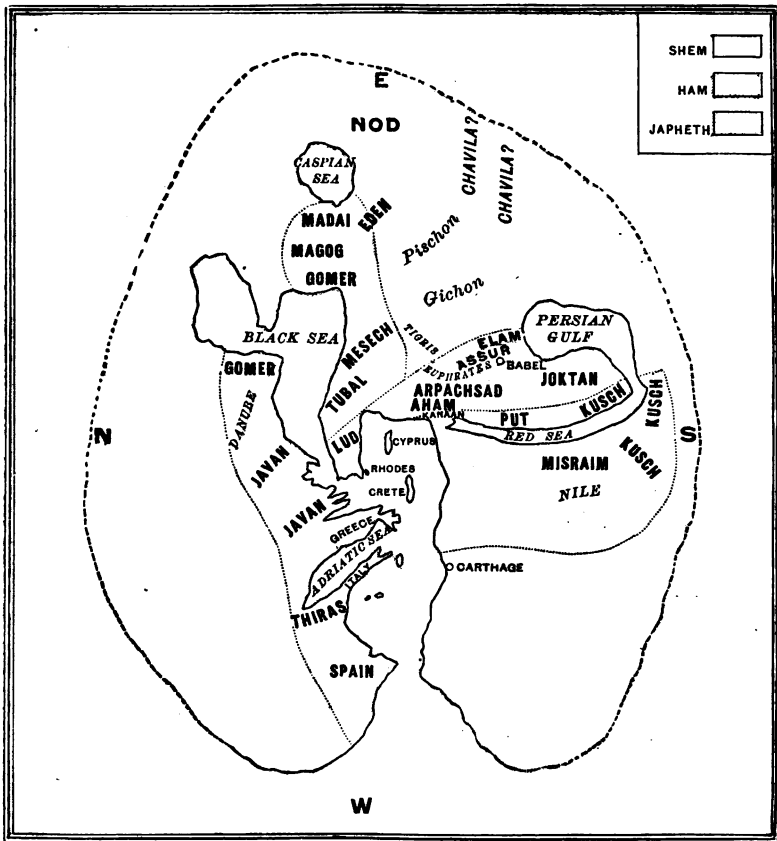 SHEM
HAM
JAPHETH
E
NOD
CHAVILA?
CHAVILA?
CASPIAN
SEA
MADAI
EDEN
MAGOG
GOMER
Pischon
Gichon
BLACK SEA
MESECH
TIGRIS
ELAM
ASSUR
EUPHRATES
BABEL
PERSIAN
GULF
GOMER
TUBAL
ARPACHSAD
AHAM
KANAAN
JOKTAN
KUSCH
KUSCH
PUT
RED SEA
DANUBE
N
LUD
CYPRUS
S
JAVAN
RHODES
MISRAIM
KUSCH
CRETE
NILE
JAVAN
GREECE
ADRIATIC SEA
ITALY
CARTHAGE
THIRAS
SPAIN
W